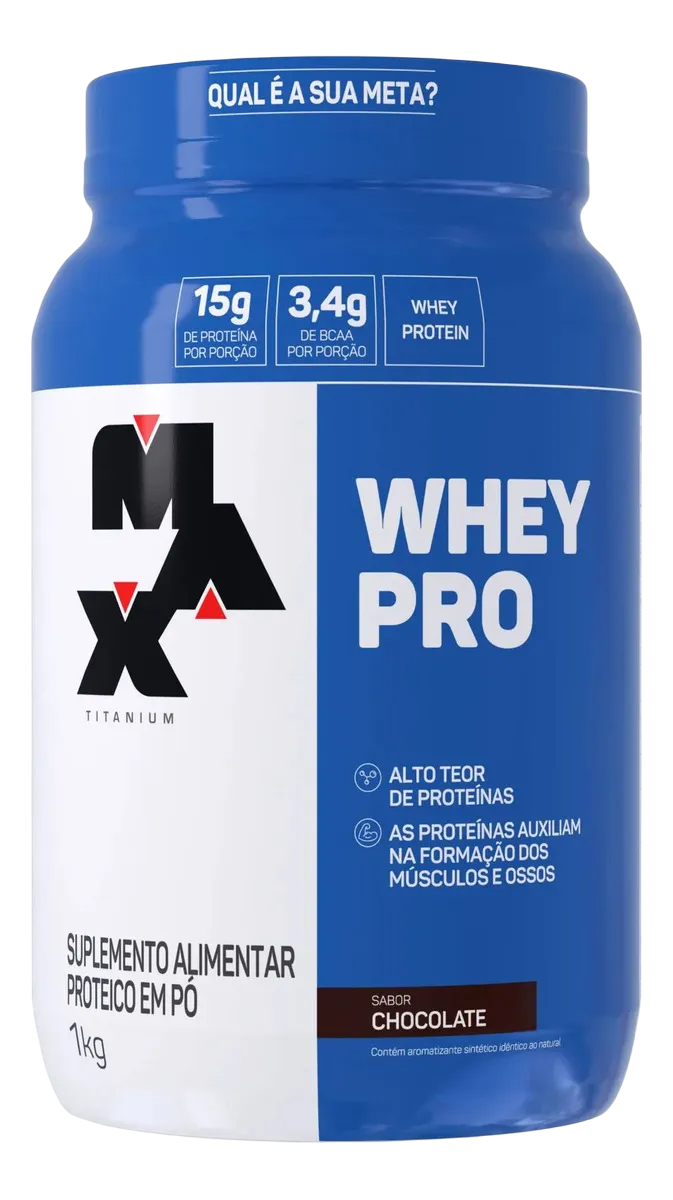 QUAL É A SUA META?
15g
DE PROTEÍNA
POR PORÇÃO
3,4g
DE BCAA
POR PORÇÃO
WHEY
PROTEIN
MAX
TITANIUM
WHEY
PRO
ALTO TEOR
DE PROTEÍNAS
AS PROTEÍNAS AUXILIAM
NA FORMAÇÃO DOS
MÚSCULOS E OSSOS
SUPLEMENTO ALIMENTAR
PROTEICO EM PÓ
1kg
SABOR
CHOCOLATE
Contém aromatizante sintético idêntico ao natural